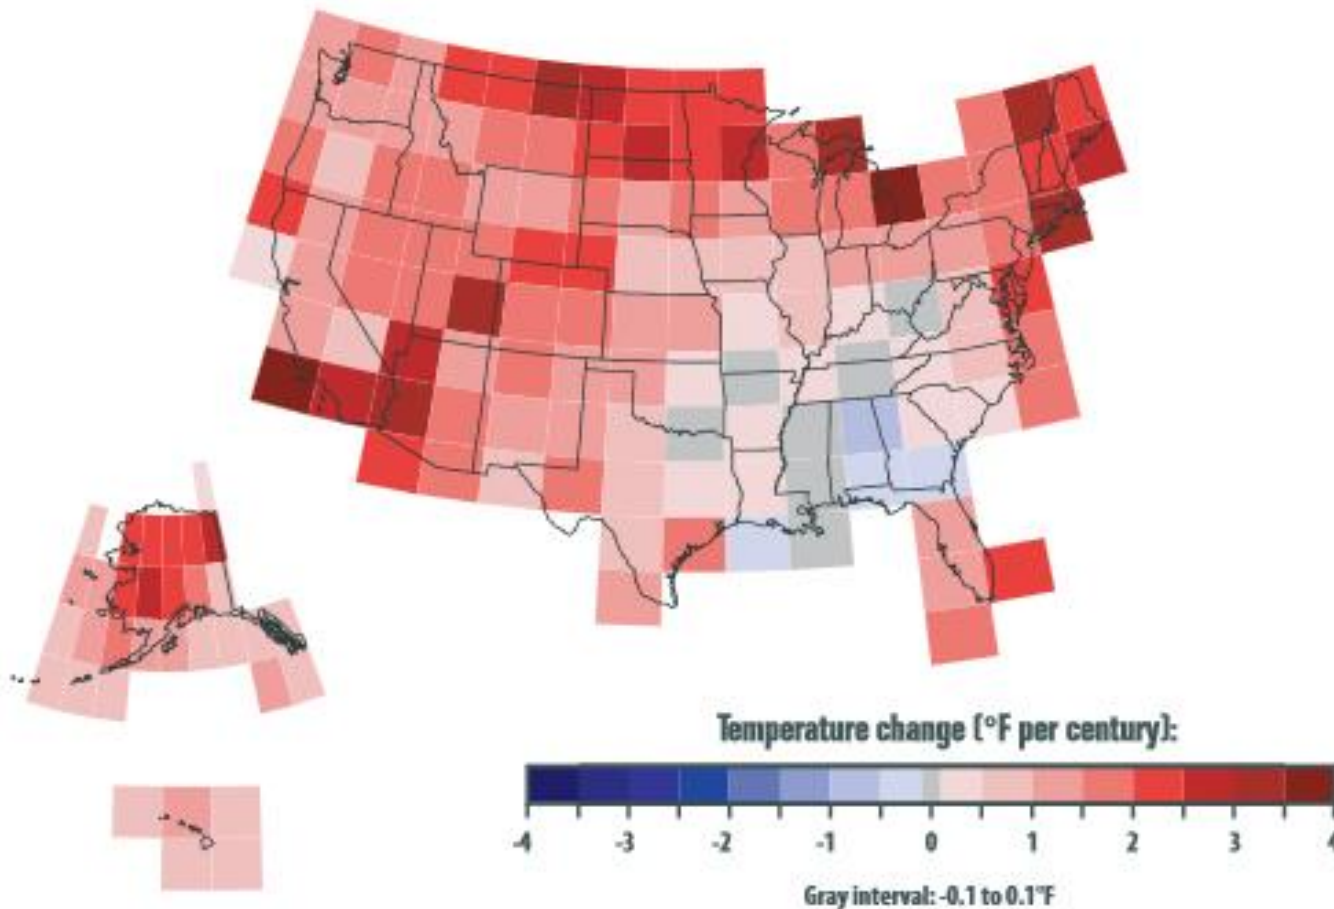 Temperature change (°F per century):
-4 -3 -2 -1 0 1 2 3 4
Gray interval: -0.1 to 0.1°F